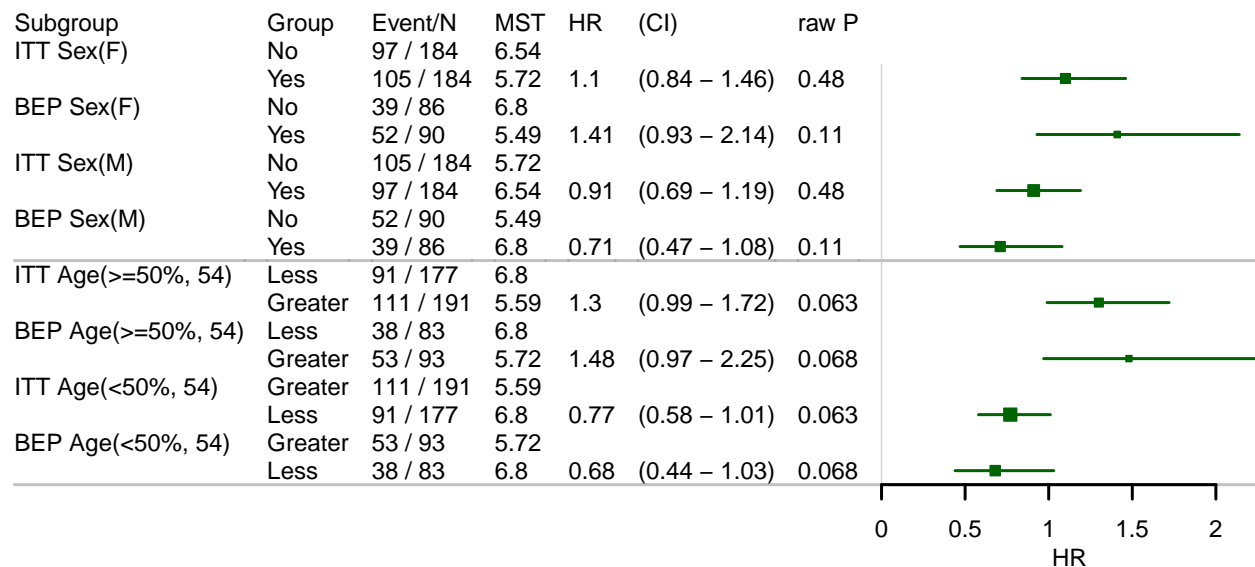 Subgroup Group Event/N MST HR (CI) raw P
ITT Sex(F) No 97 / 184 6.54
Yes 105 / 184 5.72 1.1 (0.84 – 1.46) 0.48
BEP Sex(F) No 39 / 86 6.8
Yes 52 / 90 5.49 1.41 (0.93 – 2.14) 0.11
ITT Sex(M) No 105 / 184 5.72
Yes 97 / 184 6.54 0.91 (0.69 – 1.19) 0.48
BEP Sex(M) No 52 / 90 5.49
Yes 39 / 86 6.8 0.71 (0.47 – 1.08) 0.11
ITT Age(>=50%, 54) Less 91 / 177 6.8
Greater 111 / 191 5.59 1.3 (0.99 – 1.72) 0.063
BEP Age(>=50%, 54) Less 38 / 83 6.8
Greater 53 / 93 5.72 1.48 (0.97 – 2.25) 0.068
ITT Age(<50%, 54) Greater 111 / 191 5.59
Less 91 / 177 6.8 0.77 (0.58 – 1.01) 0.063
BEP Age(<50%, 54) Greater 53 / 93 5.72
Less 38 / 83 6.8 0.68 (0.44 – 1.03) 0.068
0 0.5 1 1.5 2
HR